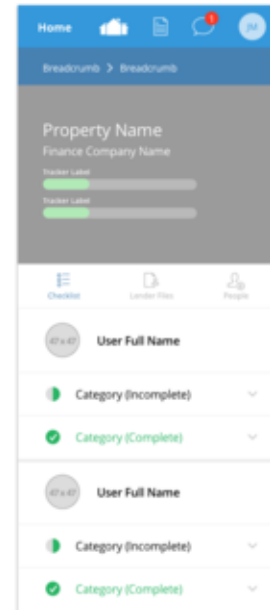 Home 1 JM
Breadcrumb > Breadcrumb
Property Name
Finance Company Name
Tracker Label
Tracker Label
Checklist Lender Files People
47 x 47 User Full Name
Category (Incomplete)
Category (Complete)
47 x 47 User Full Name
Category (Incomplete)
Category (Complete)